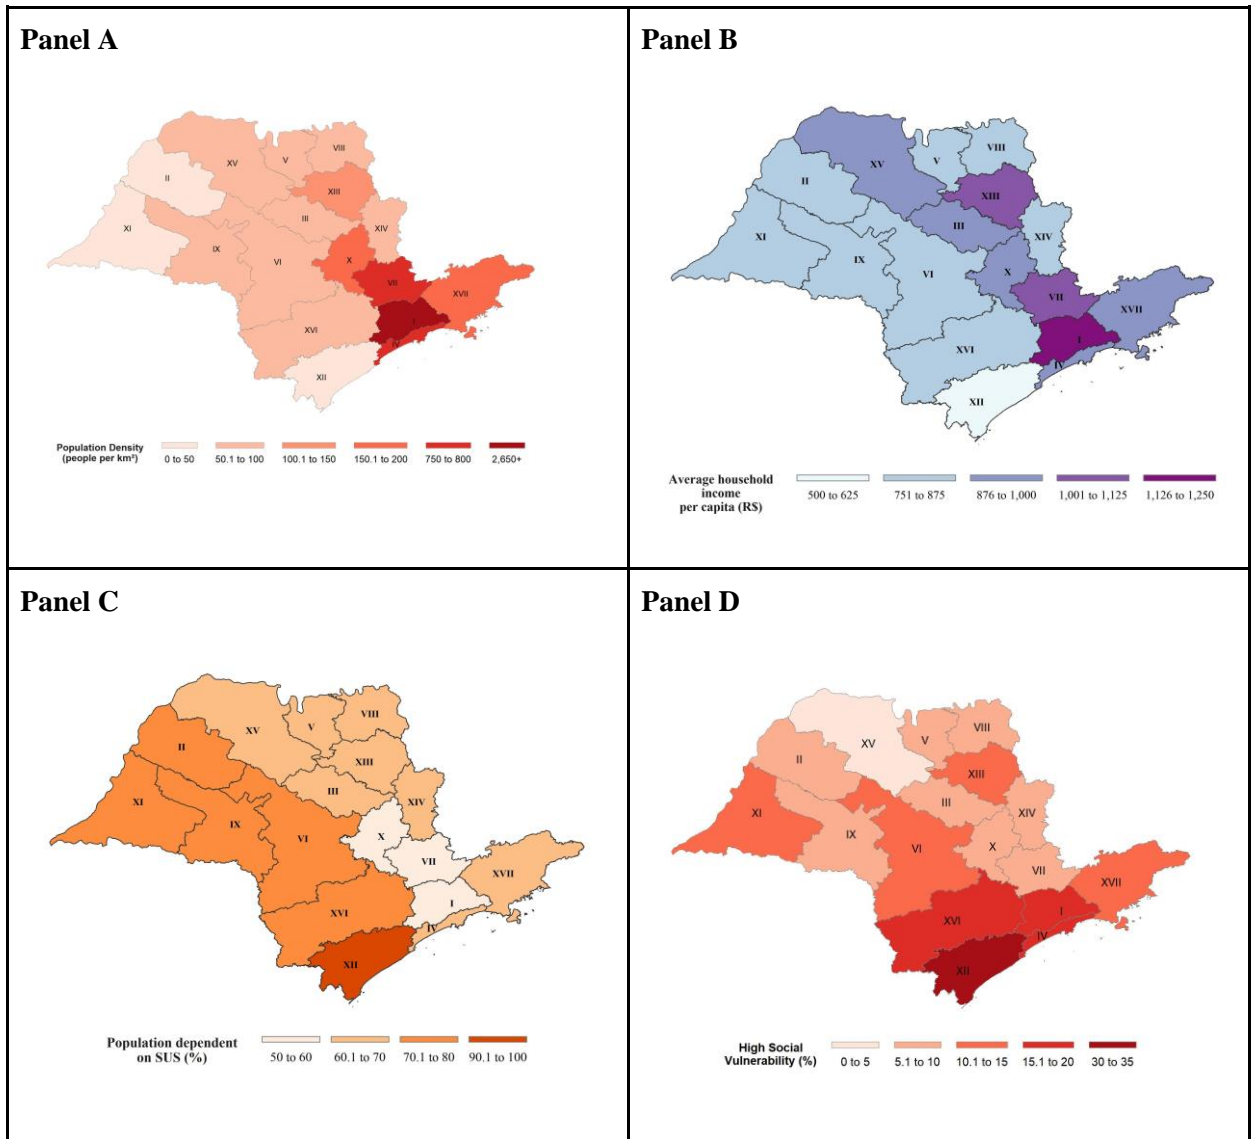 Panel A
VIII
V
XV
II
XIII
III
XI
XIV
IX
VI
X
VII
XVII
I
XVI
IV
XII
Population Density
(people per km²)
0 to 50
50.1 to 100
100.1 to 150
150.1 to 200
750 to 800
2,650+
Panel B
VIII
V
XV
II
XIII
III
XI
XIV
IX
VI
X
VII
XVII
I
XVI
IV
XII
Average household
income
per capita (R$)
500 to 625
751 to 875
876 to 1,000
1,001 to 1,125
1,126 to 1,250
Panel C
VIII
V
XV
II
XIII
III
XI
XIV
IX
VI
X
VII
XVII
I
XVI
IV
XII
Population dependent
on SUS (%)
50 to 60
60.1 to 70
70.1 to 80
90.1 to 100
Panel D
VIII
V
XV
II
XIII
III
XI
XIV
IX
VI
X
VII
XVII
I
XVI
IV
XII
High Social
Vulnerability (%)
0 to 5
5.1 to 10
10.1 to 15
15.1 to 20
30 to 35